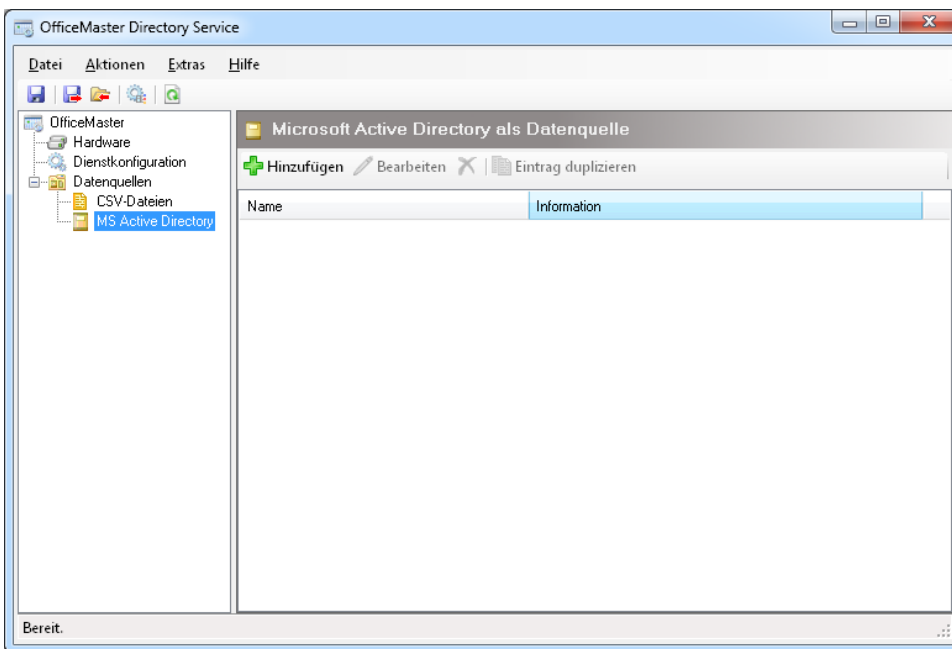 OfficeMaster Directory Service
Datei Aktionen Extras Hilfe
OfficeMaster
Hardware
Dienstkonfiguration
Datenquellen
CSV-Dateien
MS Active Directory
Microsoft Active Directory als Datenquelle
Hinzufügen Bearbeiten Eintrag duplizieren
Name Information
Bereit.